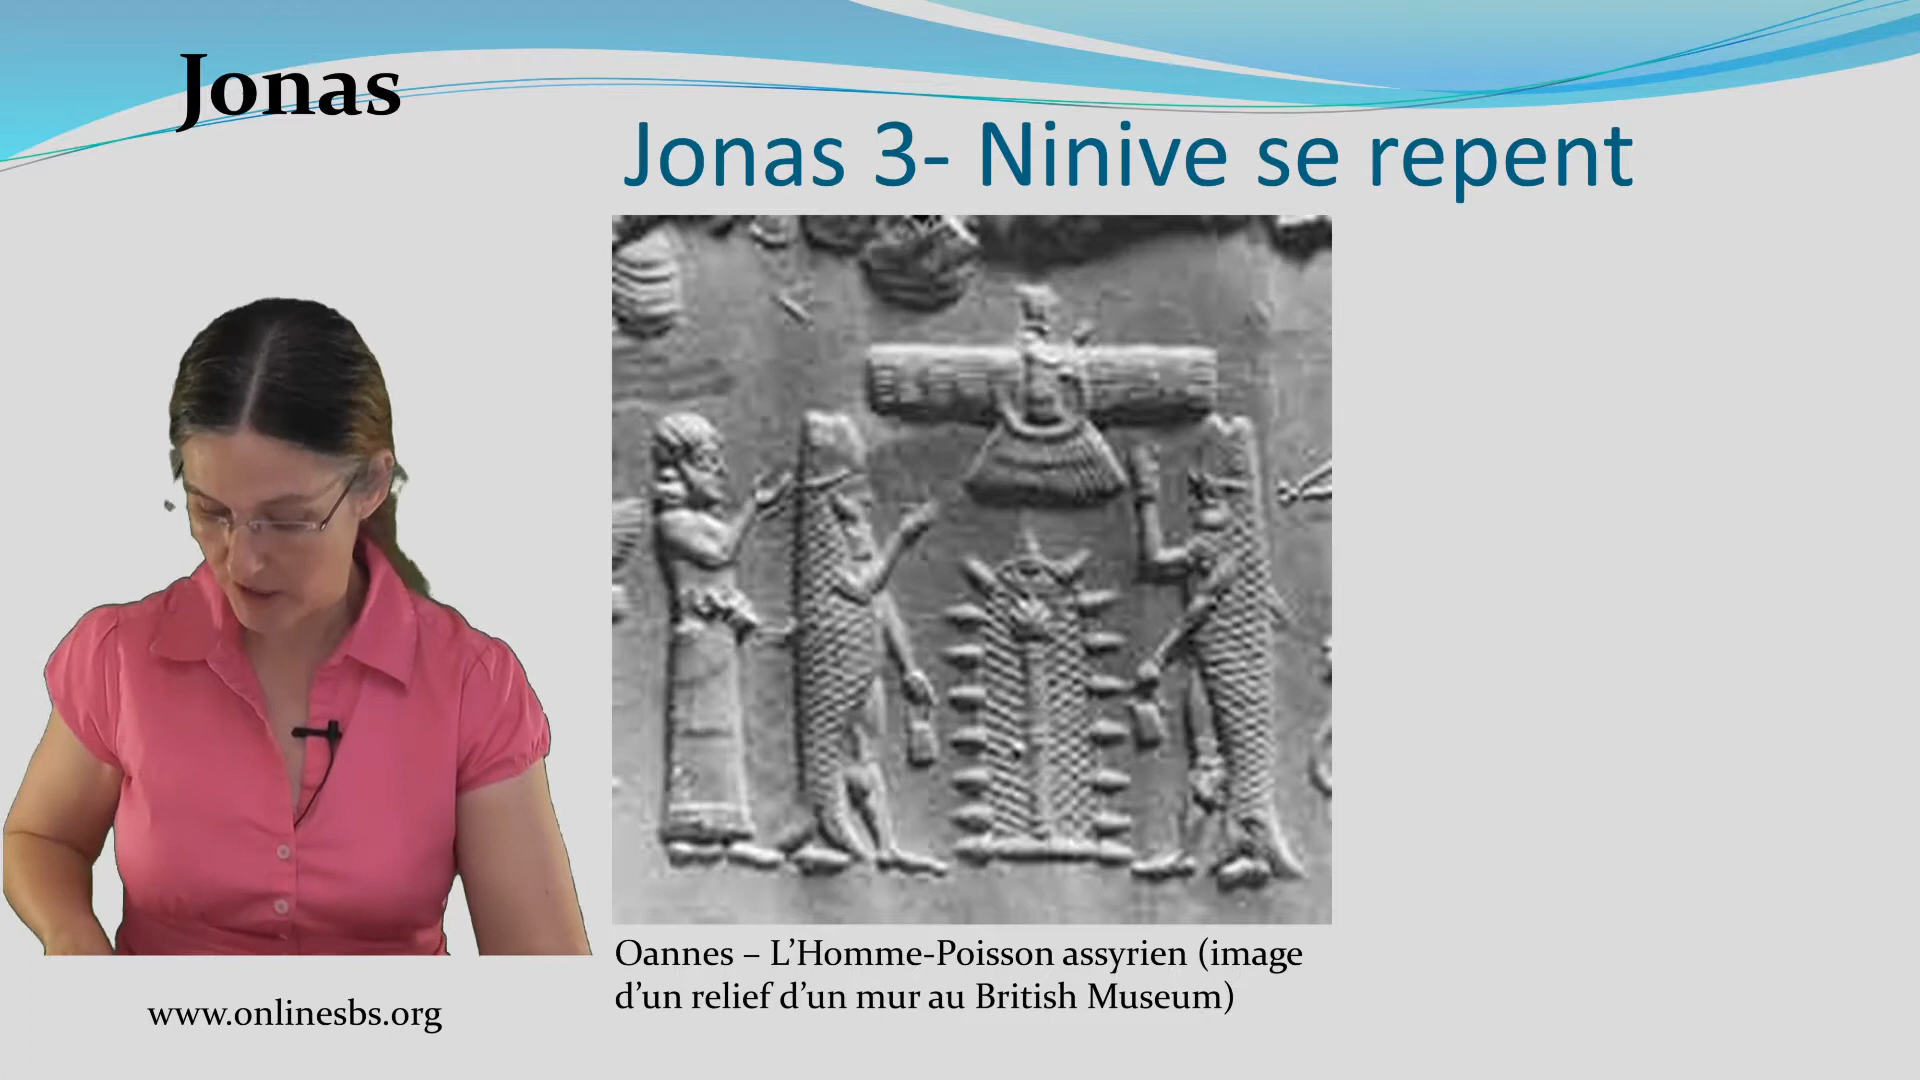 Jonas
Jonas 3- Ninive se repent
Oannes – L’Homme-Poisson assyrien (image
d’un relief d’un mur au British Museum)
www.onlinesbs.org